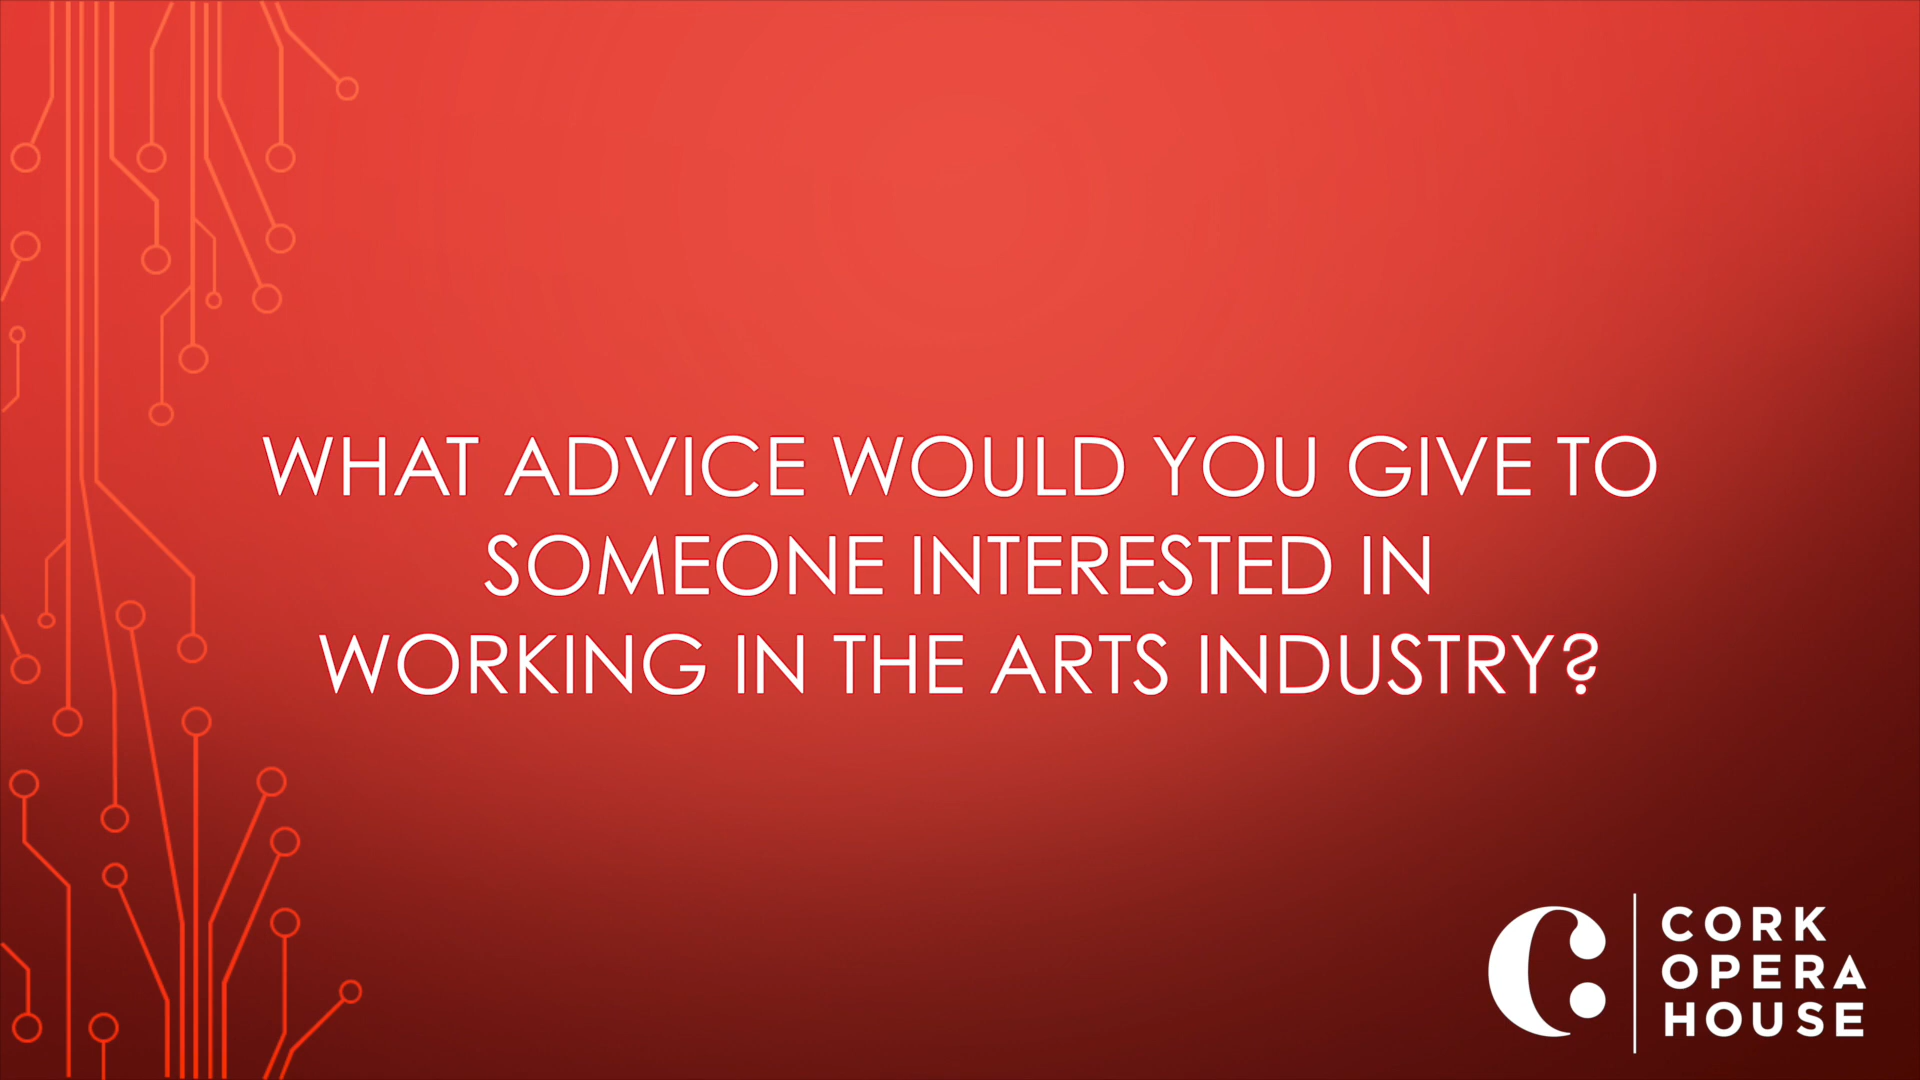 WHAT ADVICE WOULD YOU GIVE TO
SOMEONE INTERESTED IN
WORKING IN THE ARTS INDUSTRY?
CORK
OPERA
HOUSE